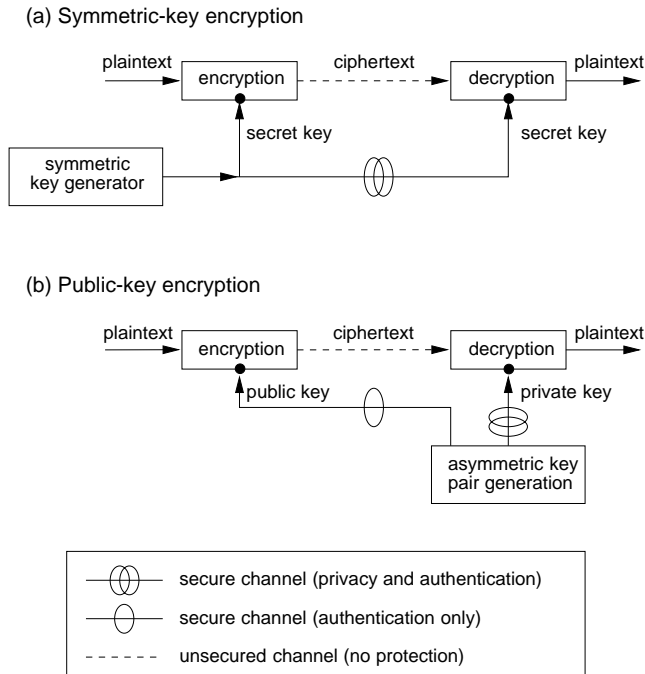 (a) Symmetric-key encryption
plaintext
encryption
ciphertext
decryption
plaintext
secret key
secret key
symmetric
key generator
(b) Public-key encryption
plaintext
encryption
ciphertext
decryption
plaintext
public key
private key
asymmetric key
pair generation
secure channel (privacy and authentication)
secure channel (authentication only)
unsecured channel (no protection)